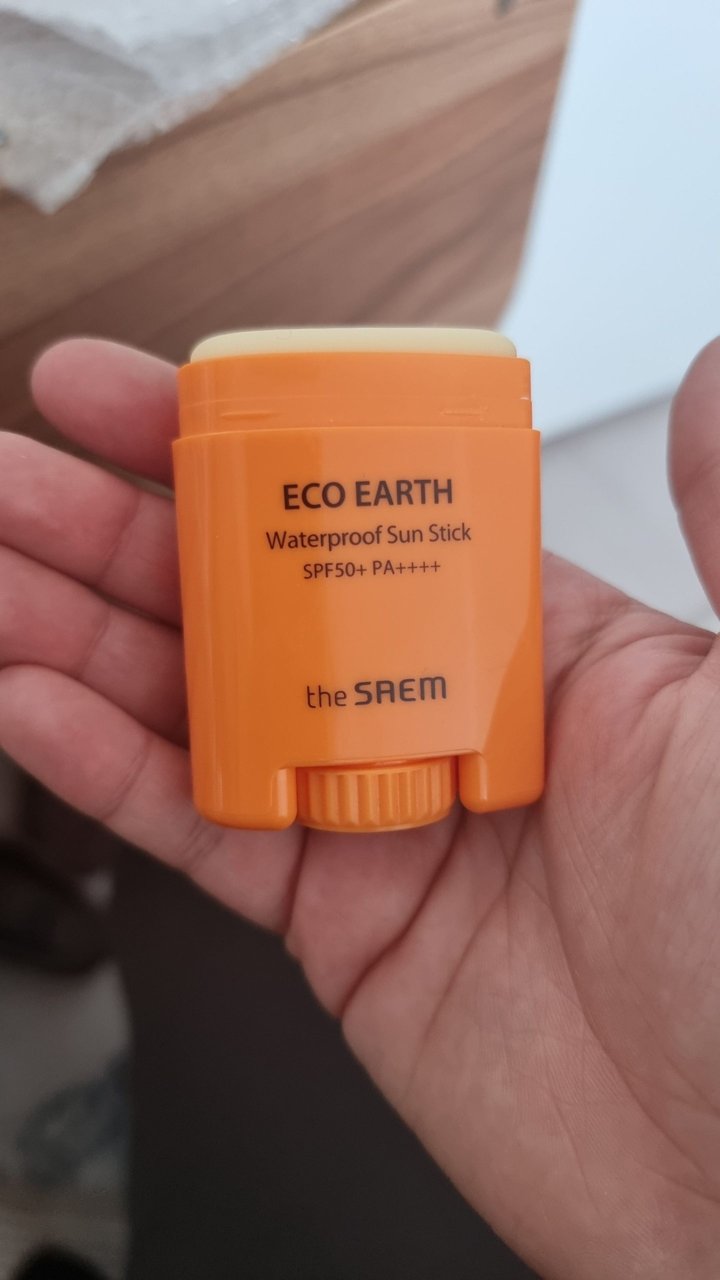 ECO EARTH
Waterproof Sun Stick
SPF50+ PA++++
the SAEM